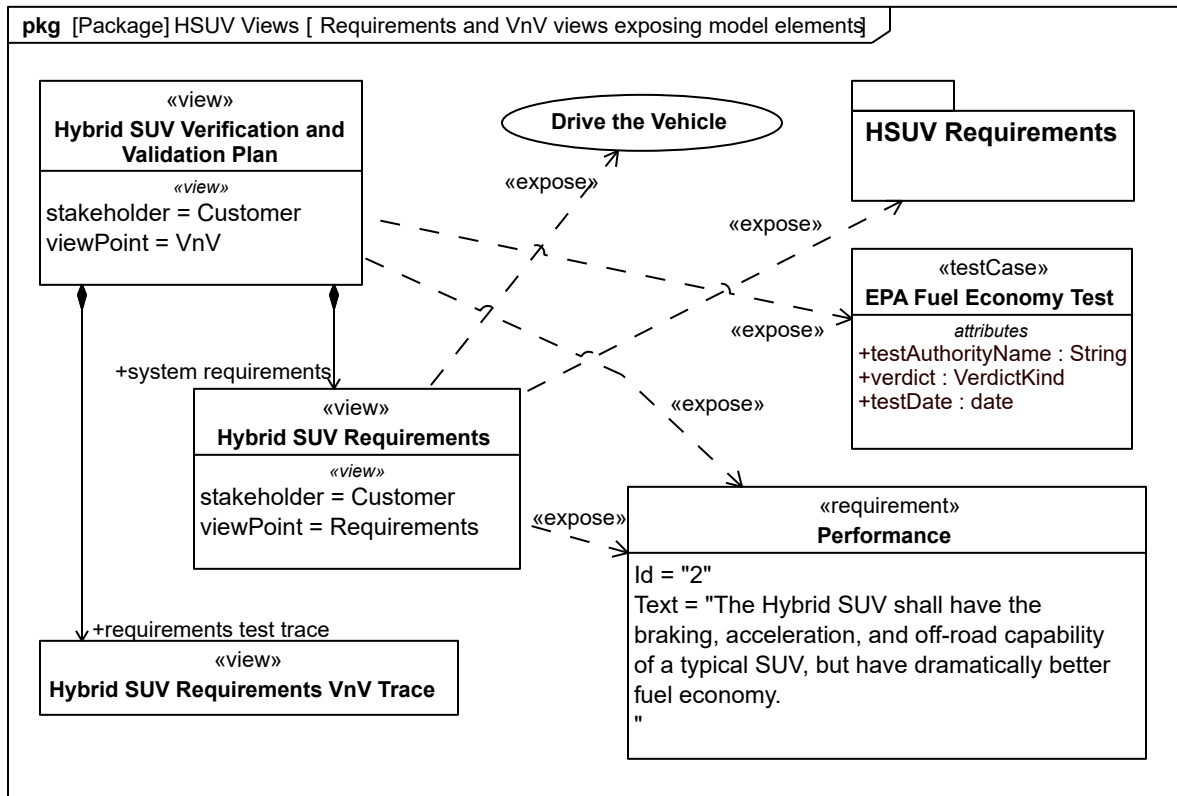 pkg [Package] HSUV Views [ Requirements and VnV views exposing model elements]
«view»
Hybrid SUV Verification and
Validation Plan
«view»
stakeholder = Customer
viewPoint = VnV
Drive the Vehicle
HSUV Requirements
«expose»
«expose»
«testCase»
EPA Fuel Economy Test
attributes
+testAuthorityName : String
+verdict : VerdictKind
+testDate : date
«expose»
+system requirements
«expose»
«view»
Hybrid SUV Requirements
«view»
stakeholder = Customer
viewPoint = Requirements
«expose»
«requirement»
Performance
Id = "2"
Text = "The Hybrid SUV shall have the
braking, acceleration, and off-road capability
of a typical SUV, but have dramatically better
fuel economy.
"
+requirements test trace
«view»
Hybrid SUV Requirements VnV Trace